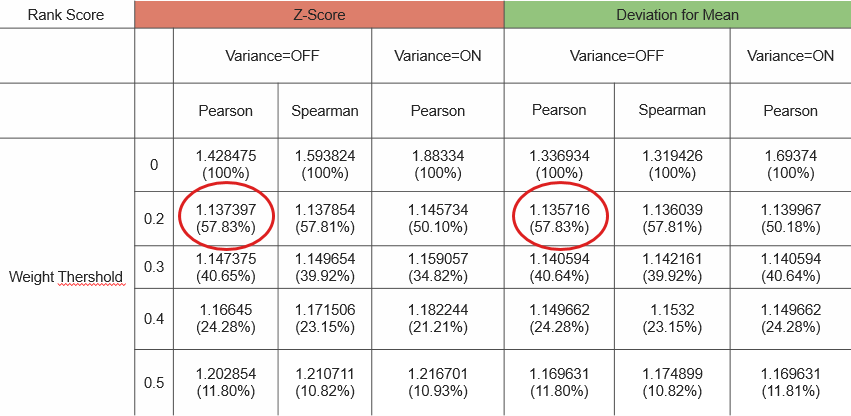 Rank Score Z-Score Deviation for Mean
Variance=OFF Variance=ON Variance=OFF Variance=ON
Pearson Spearman Pearson Pearson Spearman Pearson
0 1.428475 1.593824 1.88334 1.336934 1.319426 1.69374
(100%) (100%) (100%) (100%) (100%) (100%)
0.2 1.137397 1.137854 1.145734 1.135716 1.136039 1.139967
(57.83%) (57.81%) (50.10%) (57.83%) (57.81%) (50.18%)
Weight Thershold 0.3 1.147375 1.149654 1.159057 1.140594 1.142161 1.140594
(40.65%) (39.92%) (34.82%) (40.64%) (39.92%) (40.64%)
0.4 1.16645 1.171506 1.182244 1.149662 1.1532 1.149662
(24.28%) (23.15%) (21.21%) (24.28%) (23.15%) (24.28%)
0.5 1.202854 1.210711 1.216701 1.169631 1.174899 1.169631
(11.80%) (10.82%) (10.93%) (11.80%) (10.82%) (11.81%)